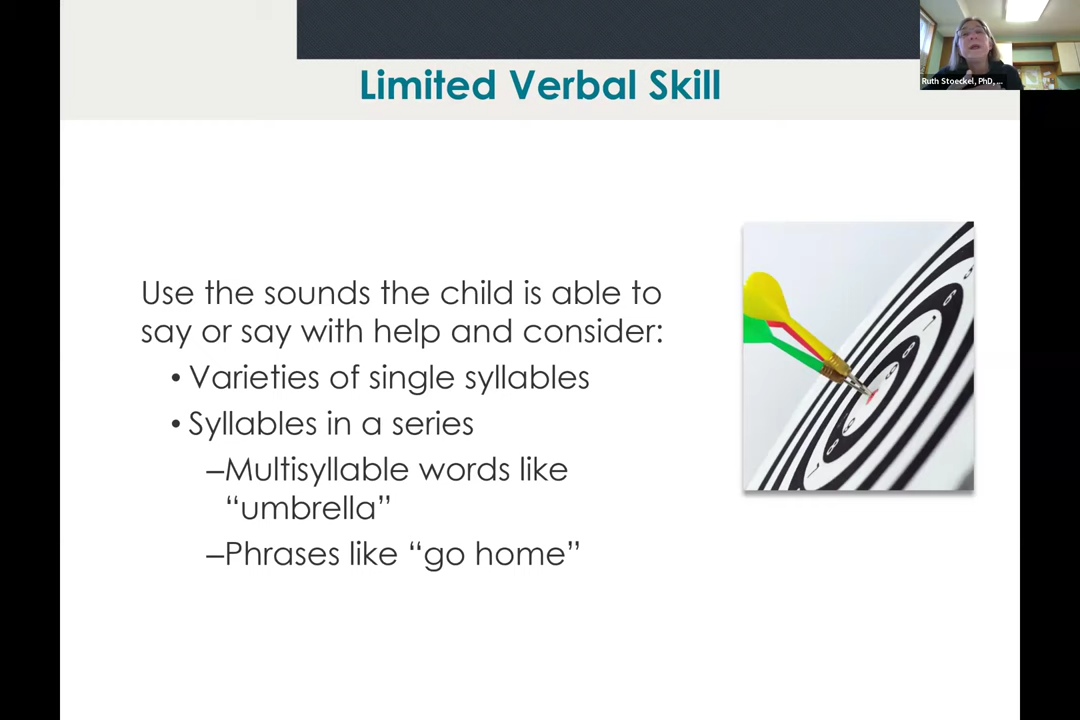 Limited Verbal Skill
Ruth Stoeckel, PhD, ...
Use the sounds the child is able to
say or say with help and consider:
• Varieties of single syllables
• Syllables in a series
–Multisyllable words like
“umbrella”
–Phrases like “go home”